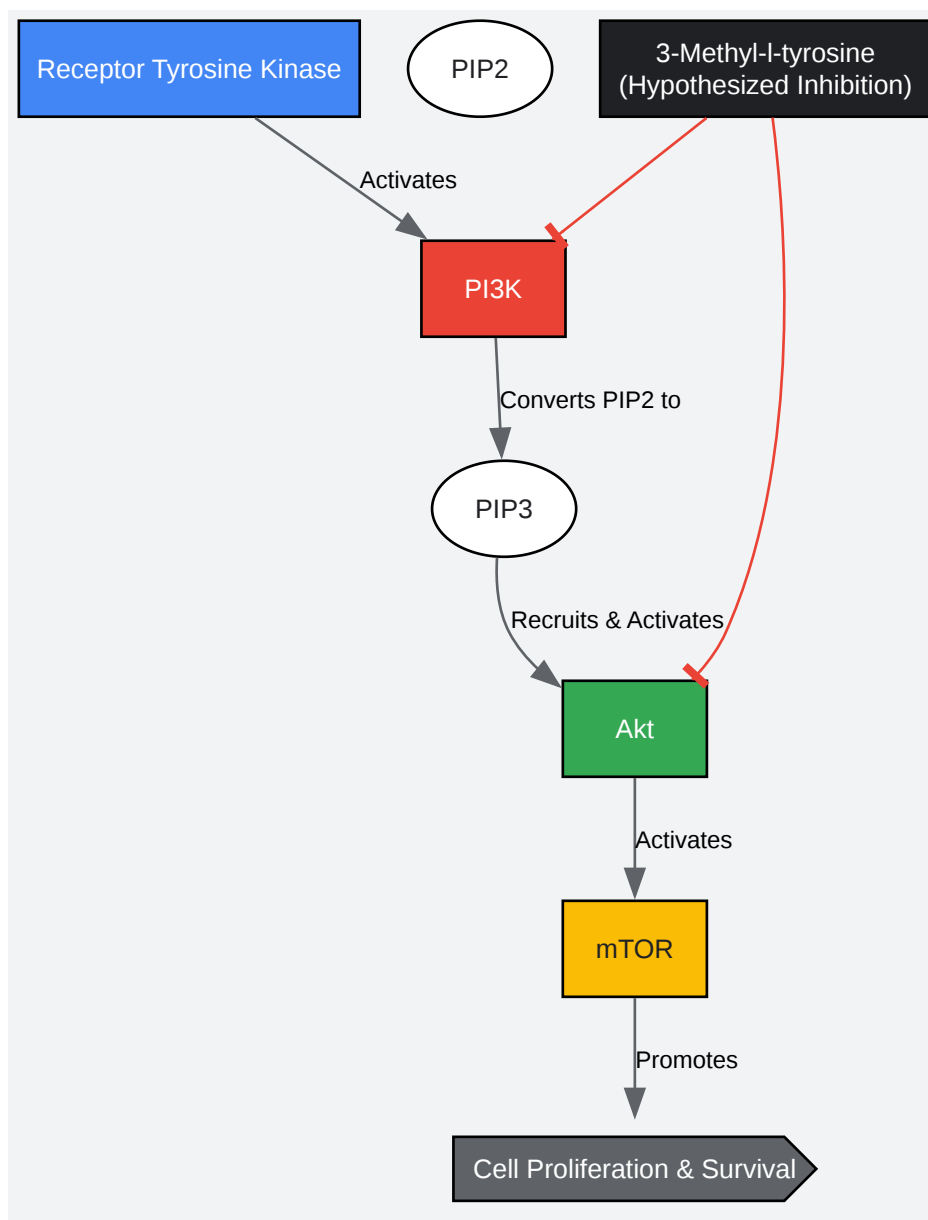 Receptor Tyrosine Kinase
PIP2
3-Methyl-l-tyrosine
(Hypothesized Inhibition)
Activates
PI3K
Converts PIP2 to
PIP3
Recruits & Activates
Akt
Activates
mTOR
Promotes
Cell Proliferation & Survival